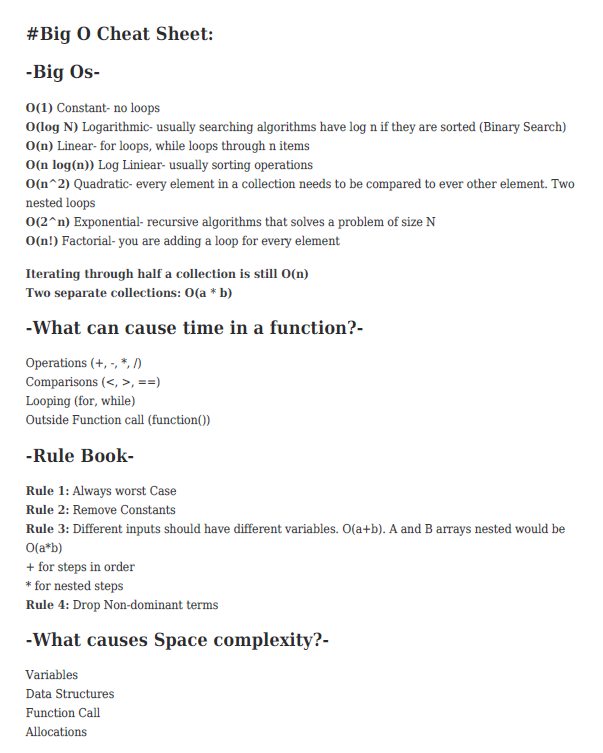 #Big O Cheat Sheet:
-Big Os-
O(1) Constant- no loops
O(log N) Logarithmic- usually searching algorithms have log n if they are sorted (Binary Search)
O(n) Linear- for loops, while loops through n items
O(n log(n)) Log Liniear- usually sorting operations
O(n^2) Quadratic- every element in a collection needs to be compared to ever other element. Two
nested loops
O(2^n) Exponential- recursive algorithms that solves a problem of size N
O(n!) Factorial- you are adding a loop for every element
Iterating through half a collection is still O(n)
Two separate collections: O(a * b)
-What can cause time in a function?-
Operations (+, -, *, /)
Comparisons (<, >, ==)
Looping (for, while)
Outside Function call (function())
-Rule Book-
Rule 1: Always worst Case
Rule 2: Remove Constants
Rule 3: Different inputs should have different variables. O(a+b). A and B arrays nested would be
O(a*b)
+ for steps in order
* for nested steps
Rule 4: Drop Non-dominant terms
-What causes Space complexity?-
Variables
Data Structures
Function Call
Allocations